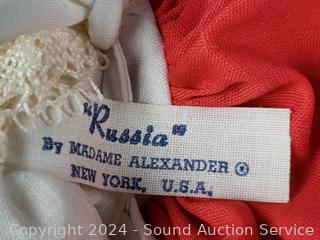 "Russia"
By MADAME ALEXANDER ®
NEW YORK, U.S.A.
Copyright © 2024 - Sound Auction Service